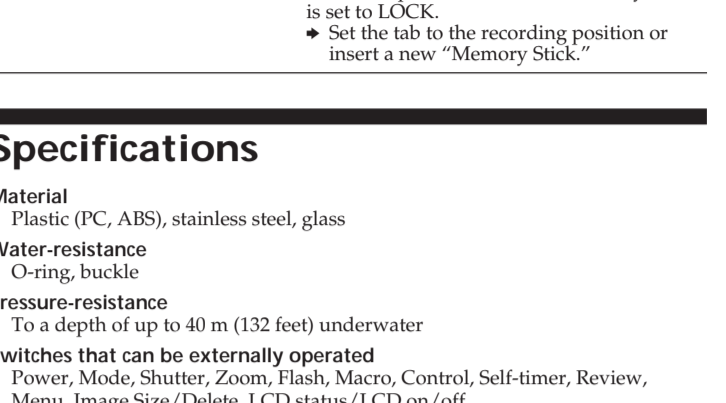 is set to LOCK.
➡ Set the tab to the recording position or
insert a new “Memory Stick.”
Specifications
Material
Plastic (PC, ABS), stainless steel, glass
Water-resistance
O-ring, buckle
ressure-resistance
To a depth of up to 40 m (132 feet) underwater
witches that can be externally operated
Power, Mode, Shutter, Zoom, Flash, Macro, Control, Self-timer, Review,
Menu, Image Size/Delete, LCD status/LCD on/off